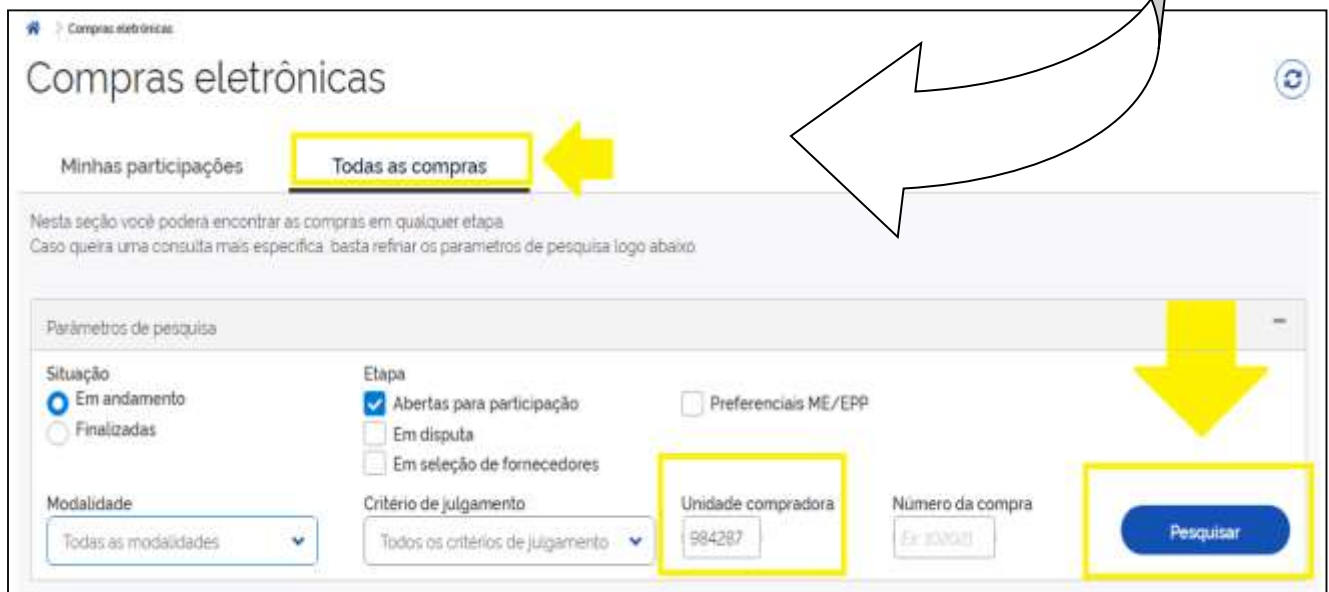 Compras eletrônicas
Compras eletrônicas
Minhas participações Todas as compras
Nesta seção você poderá encontrar as compras em qualquer etapa
Caso queira uma consulta mais específica basta refinar os parametros de pesquisa logo abaixo
Parâmetros de pesquisa
Situação Etapa
Em andamento Abertas para participação Preferenciais ME/EPP
Finalizadas Em disputa
Em seleção de fornecedores
Modalidade Critério de julgamento Unidade compradora Número da compra
Todas as modalidades Todos os critérios de julgamento 984287 Pesquisar